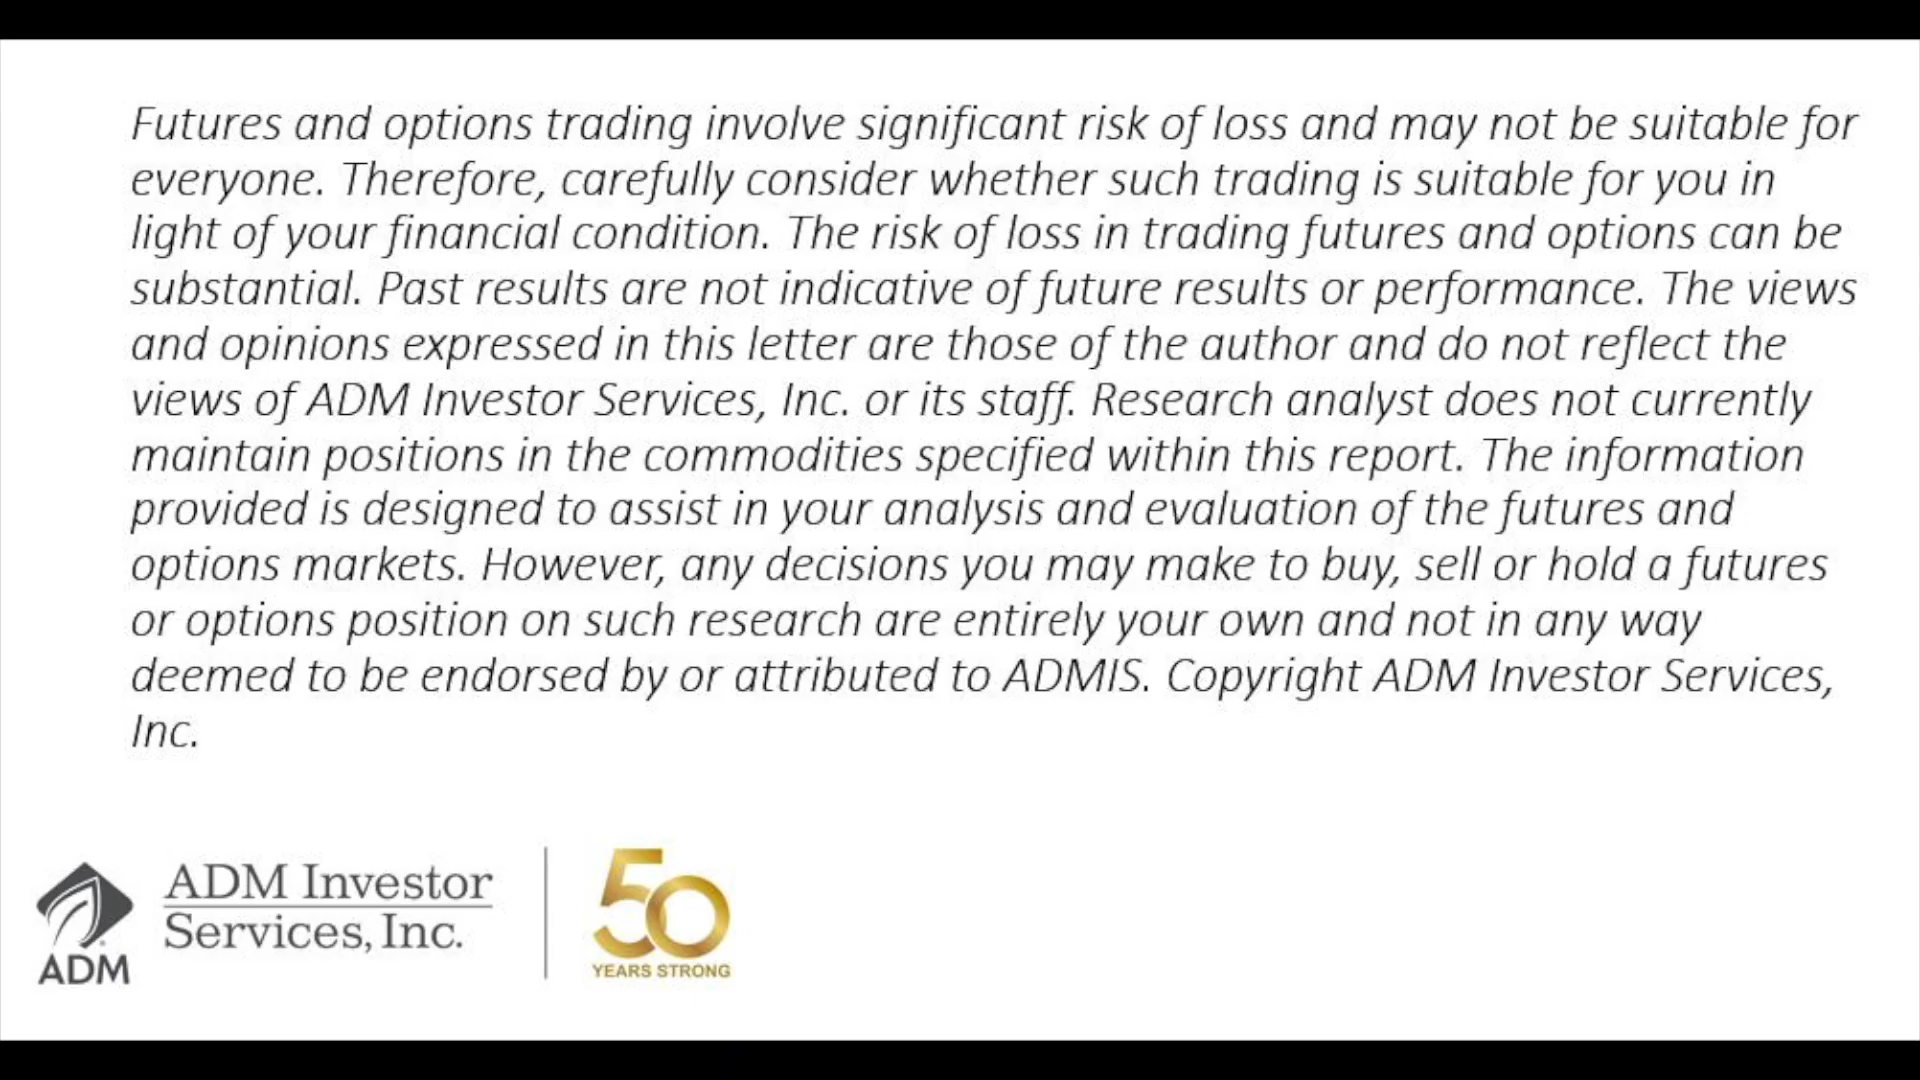 Futures and options trading involve significant risk of loss and may not be suitable for
everyone. Therefore, carefully consider whether such trading is suitable for you in
light of your financial condition. The risk of loss in trading futures and options can be
substantial. Past results are not indicative of future results or performance. The views
and opinions expressed in this letter are those of the author and do not reflect the
views of ADM Investor Services, Inc. or its staff. Research analyst does not currently
maintain positions in the commodities specified within this report. The information
provided is designed to assist in your analysis and evaluation of the futures and
options markets. However, any decisions you may make to buy, sell or hold a futures
or options position on such research are entirely your own and not in any way
deemed to be endorsed by or attributed to ADMIS. Copyright ADM Investor Services,
Inc.
ADM
ADM Investor
Services, Inc.
50
YEARS STRONG